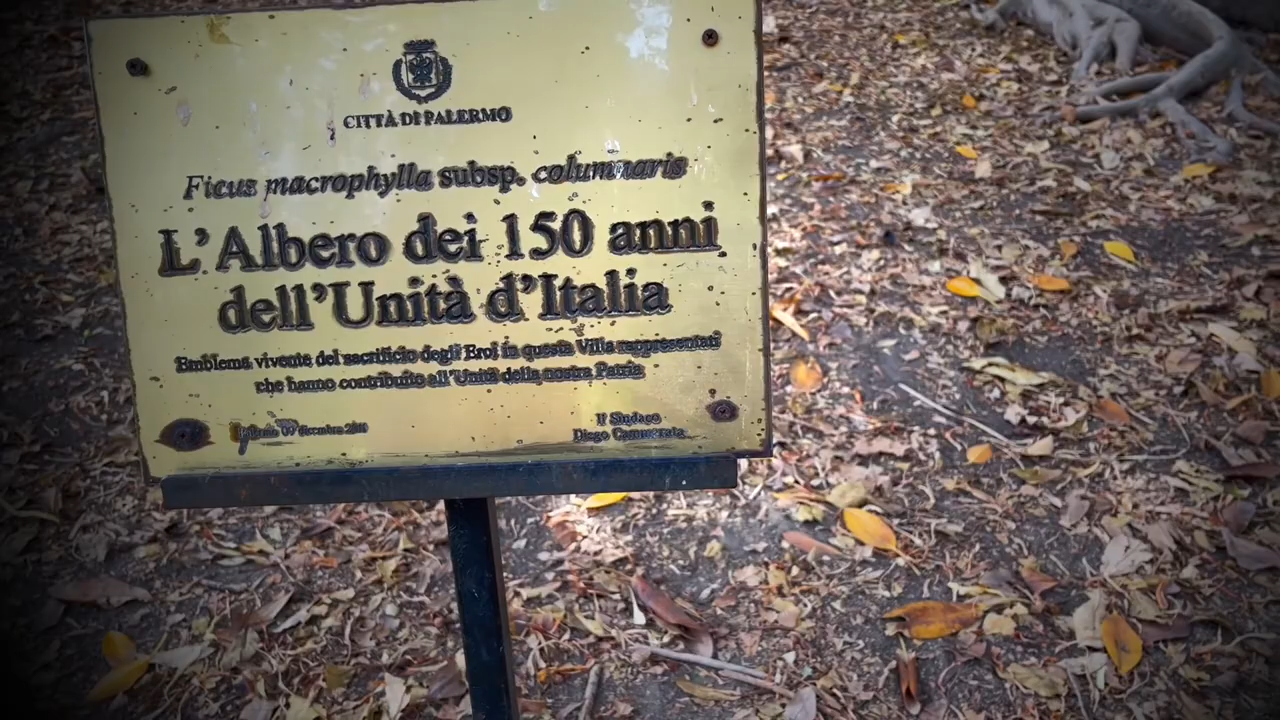 CITTÀ DI PALERMO
Ficus macrophylla subsp. columnaris
L'Albero dei 150 anni
dell'Unità d'Italia
Emblema vivente del sacrificio degli Eroi in questa Villa rappresentati
che hanno contribuito all'Unità della nostra Patria
dicembre
Il Sindaco
Diego Cammarata